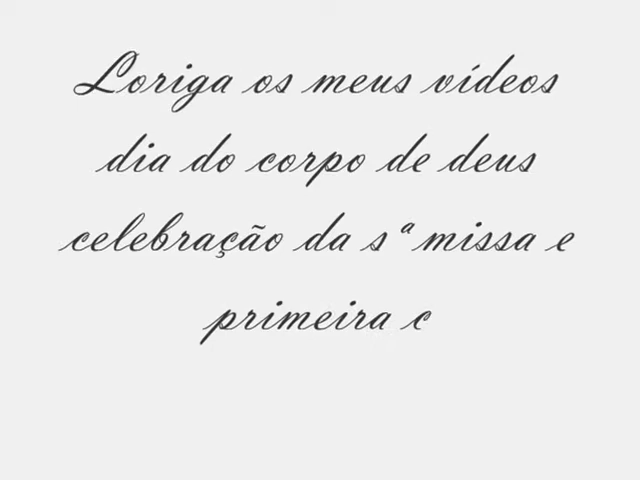 Loriga os meus vídeos
dia do corpo de deus
celebração da sª missa e
primeira c